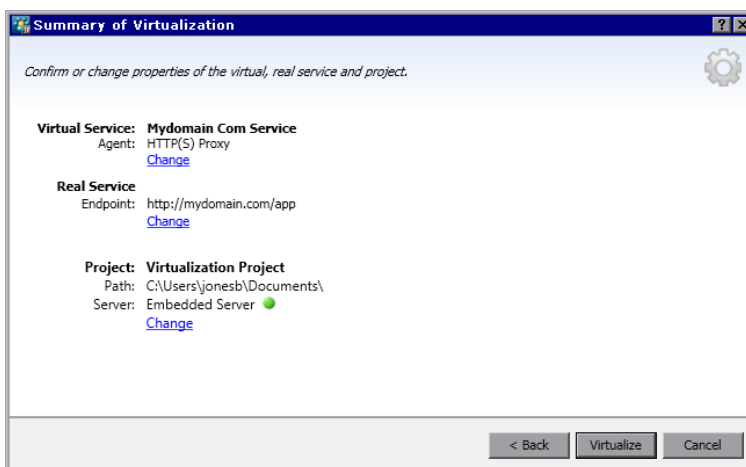 Summary of Virtualization
Confirm or change properties of the virtual, real service and project.
Virtual Service: Mydomain Com Service
Agent: HTTP(S) Proxy
Change
Real Service
Endpoint: http://mydomain.com/app
Change
Project: Virtualization Project
Path: C:\Users\jonesb\Documents\
Server: Embedded Server
Change
< Back Virtualize Cancel